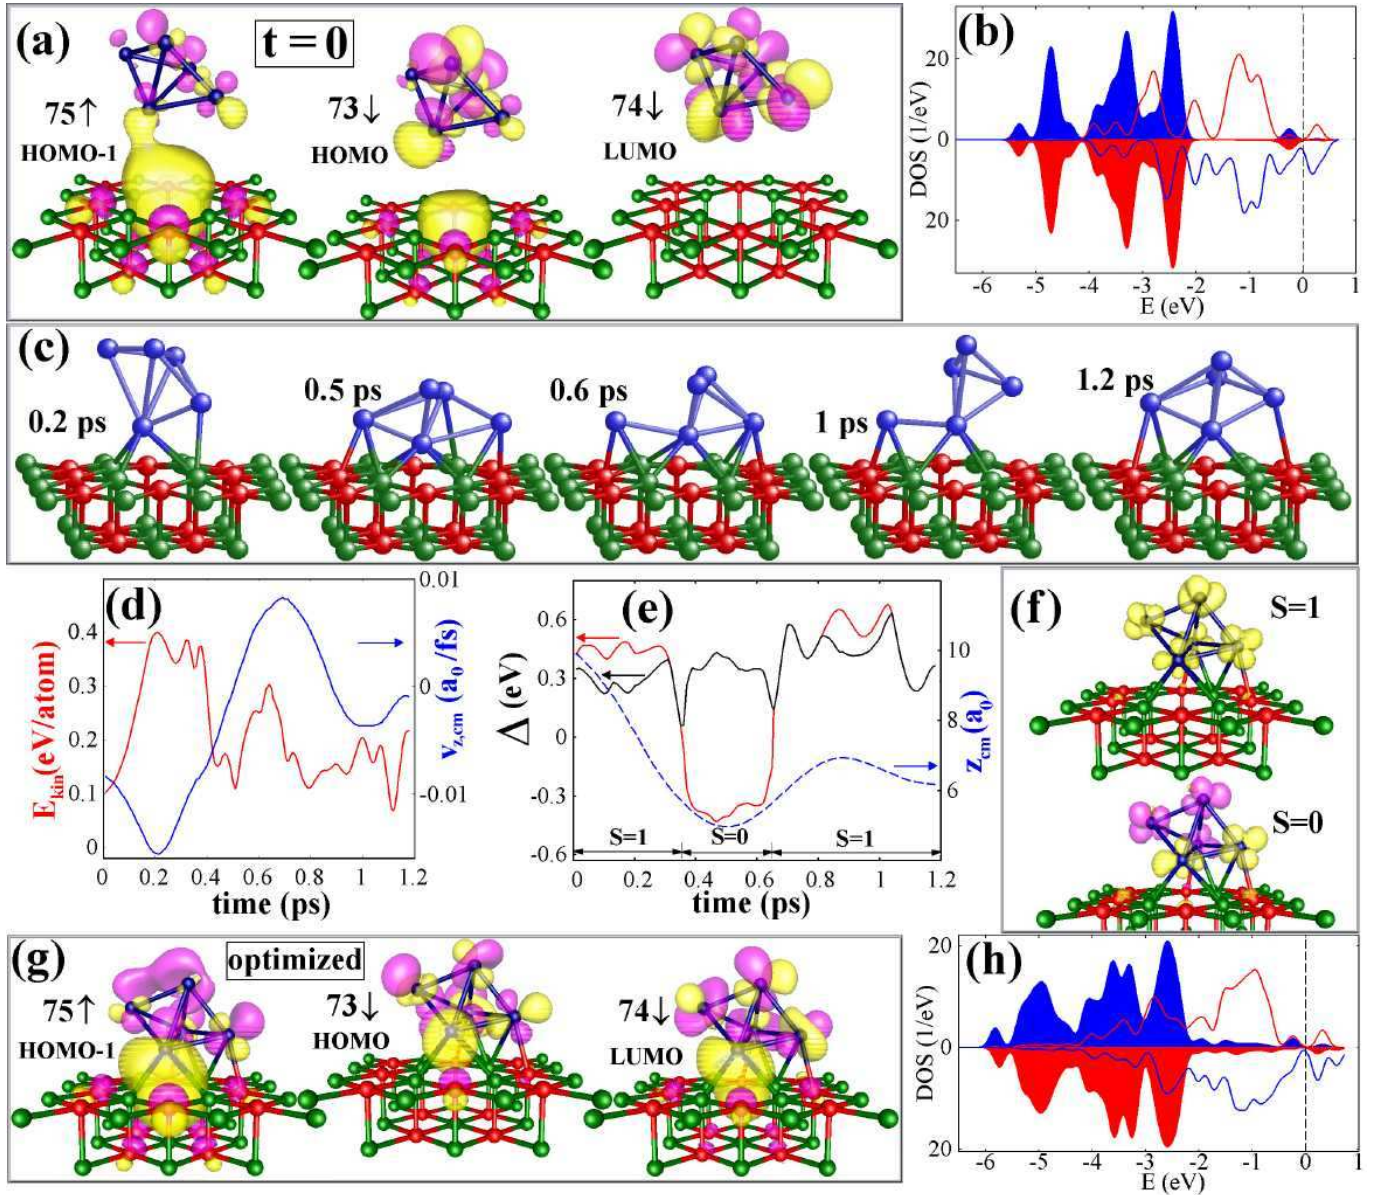 (a)
t = 0
75↑
HOMO-1
73↓
HOMO
74↓
LUMO
(b)
DOS (1/eV)
20
0
20
-6 -5 -4 -3 -2 -1 0 1
E (eV)
(c)
0.2 ps
0.5 ps
0.6 ps
1 ps
1.2 ps
(d)
E_kin(eV/atom)
0.4
0.3
0.2
0.1
0
0.01
0
-0.01
v_z,cm (a_0/fs)
0 0.2 0.4 0.6 0.8 1 1.2
time (ps)
(e)
Δ (eV)
0.6
0.3
0
-0.3
-0.6
10
8
6
z_cm (a_0)
S=1 S=0 S=1
0 0.2 0.4 0.6 0.8 1 1.2
time (ps)
(f)
S=1
S=0
(g)
optimized
75↑
HOMO-1
73↓
HOMO
74↓
LUMO
(h)
DOS (1/eV)
20
0
20
-6 -5 -4 -3 -2 -1 0 1
E (eV)